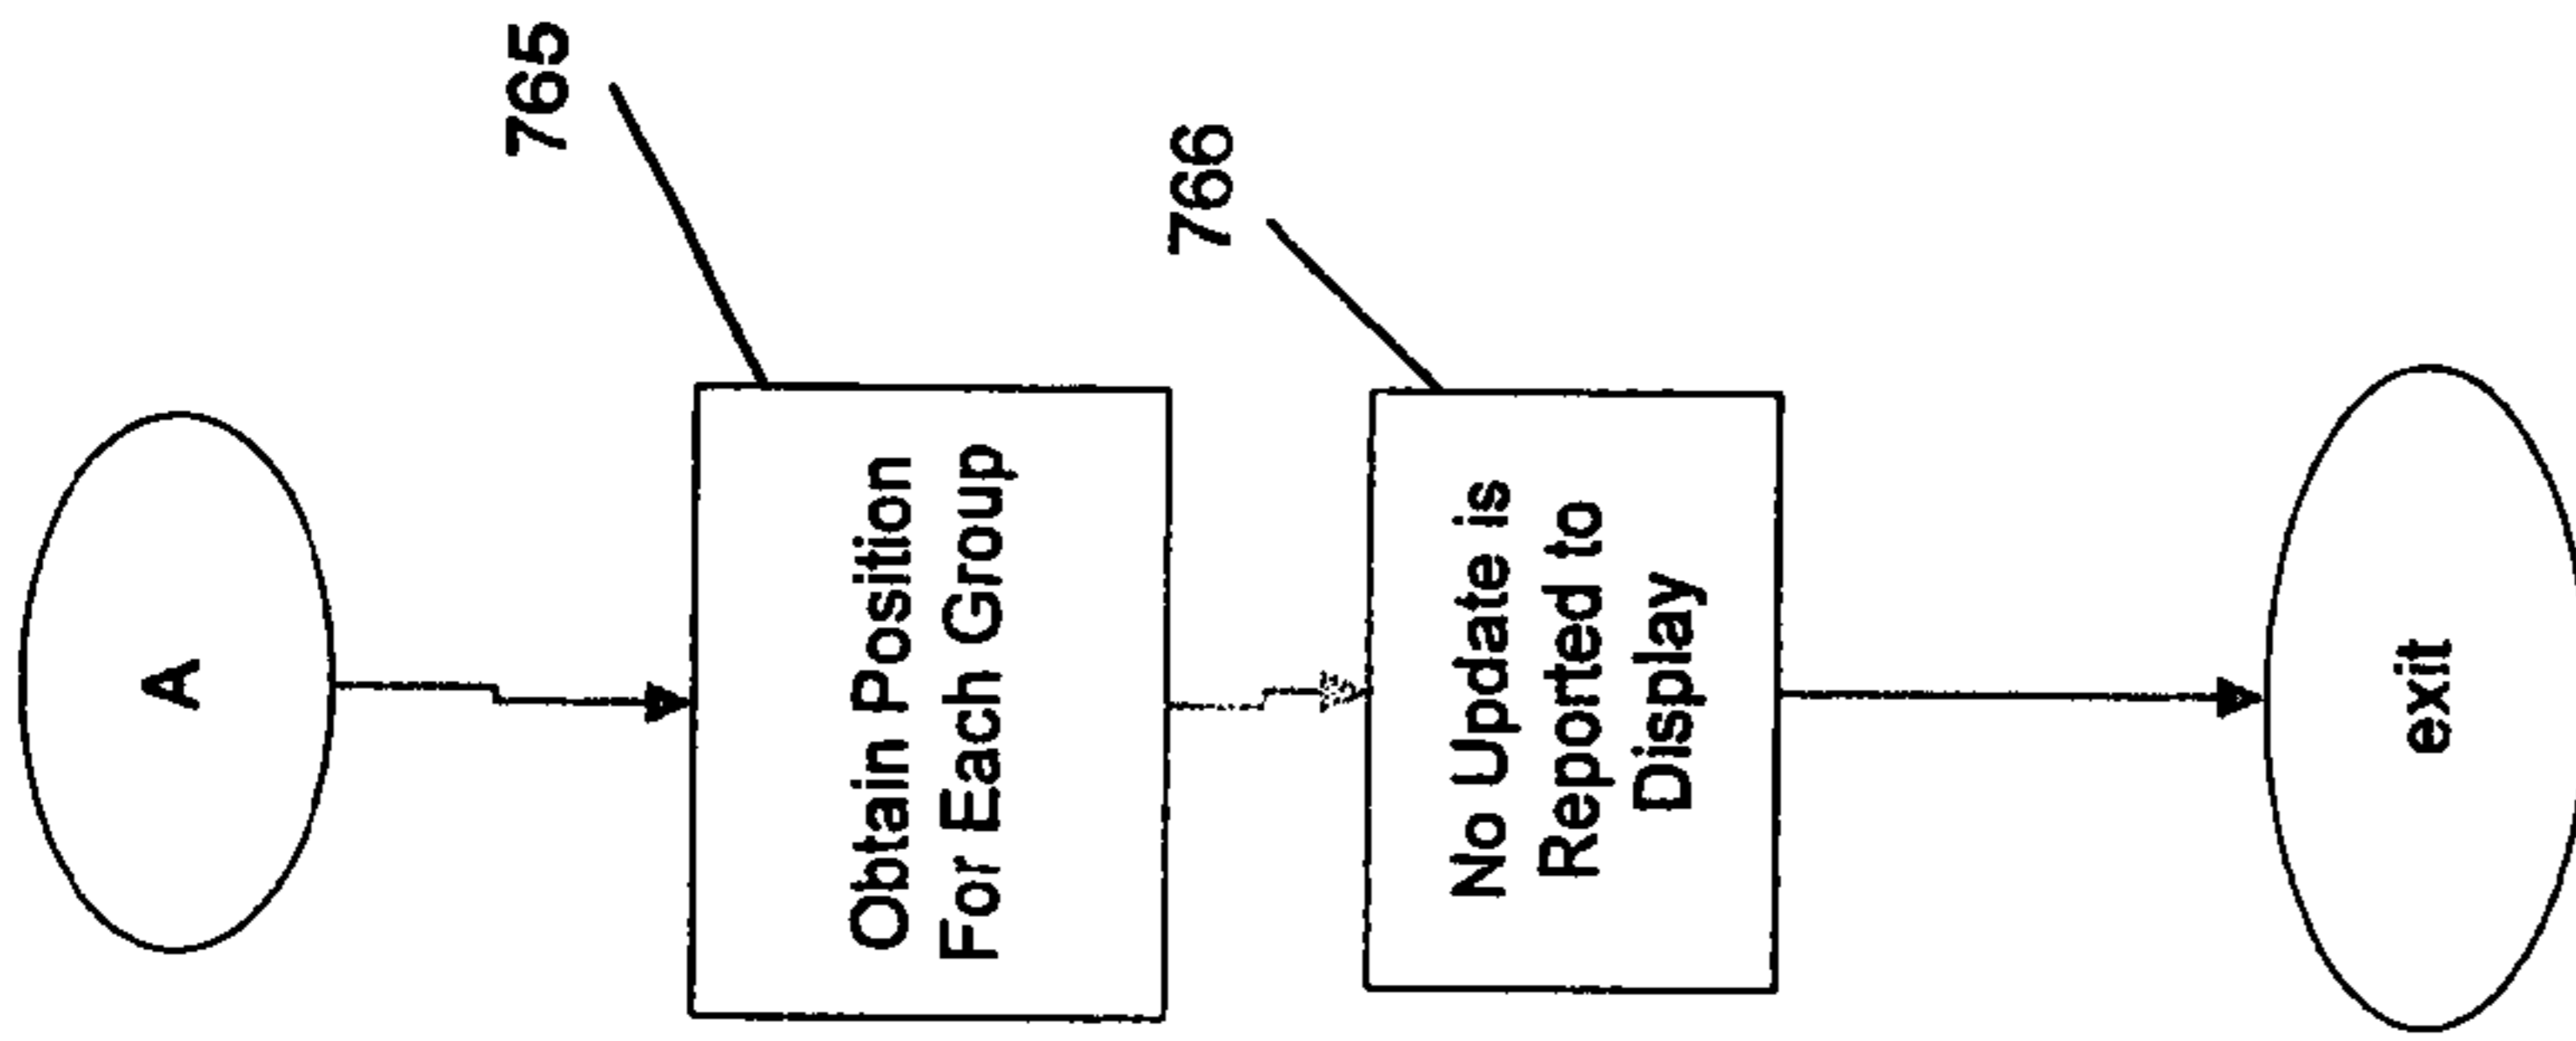 A
765
Obtain Position
For Each Group
766
No Update is
Reported to
Display
exit